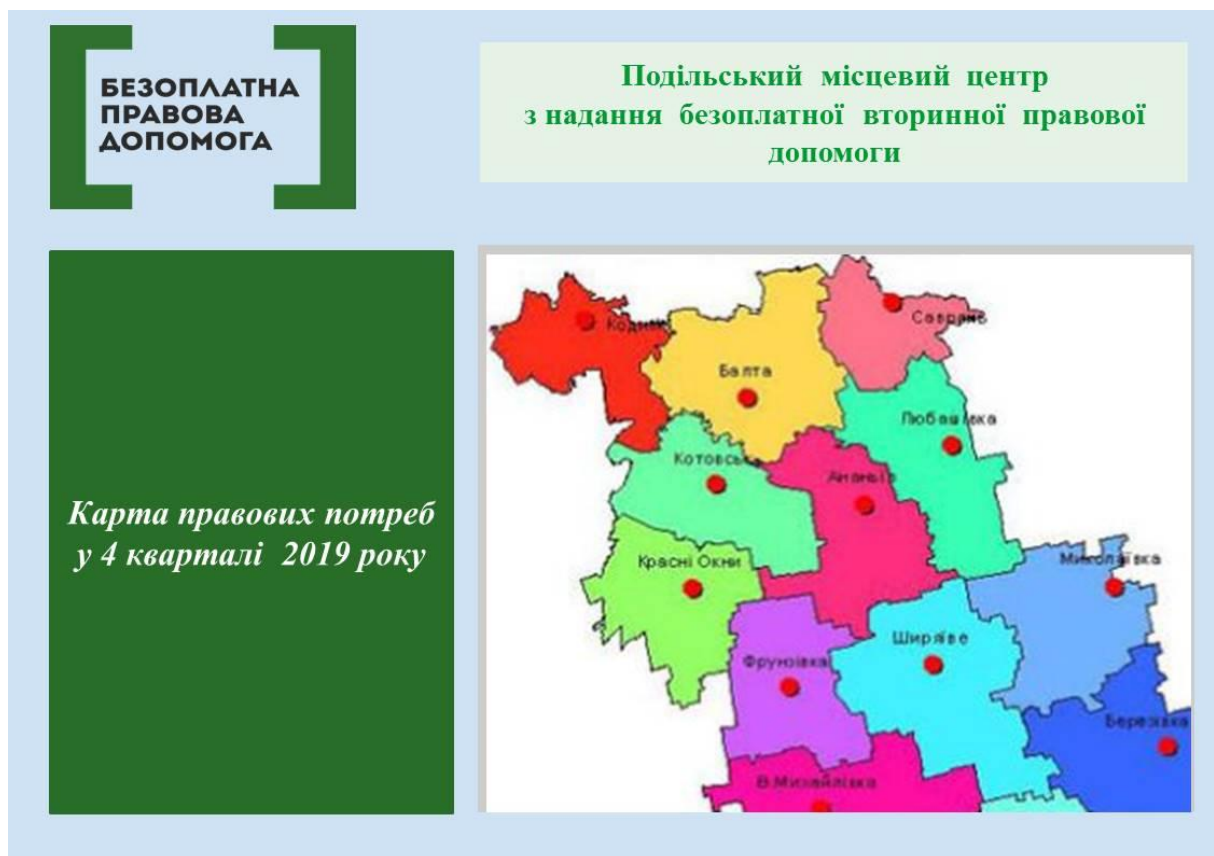 БЕЗОПЛАТНА
ПРАВОВА
ДОПОМОГА
Подільський місцевий центр
з надання безоплатної вторинної правової
допомоги
Карта правових потреб
у 4 кварталі 2019 року
Кодима
Саврань
Балта
Любашівка
Котовськ
Ананьїв
Красні Окни
Миколаївка
Ширяїве
Фрунзівка
Березівка
В.Михайлівка